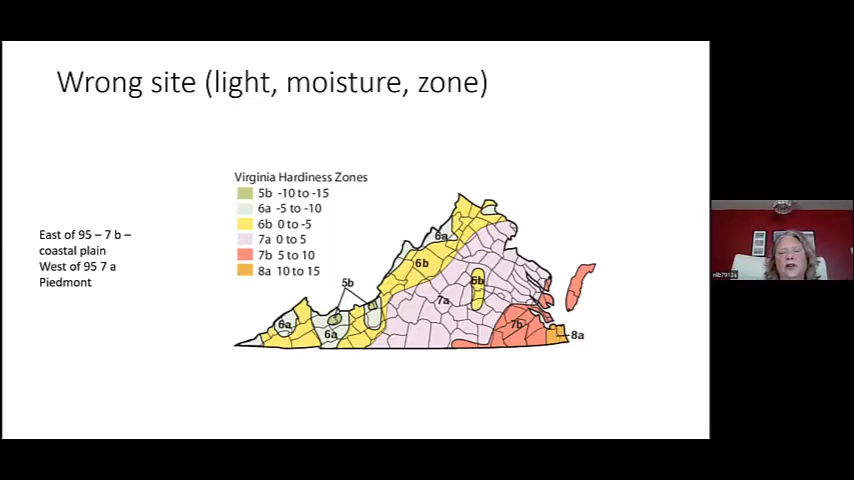 Wrong site (light, moisture, zone)
Virginia Hardiness Zones
5b -10 to -15
6a -5 to -10
6b 0 to -5
7a 0 to 5
7b 5 to 10
8a 10 to 15
East of 95 – 7 b –
coastal plain
West of 95 7 a
Piedmont
6a
6b
6b
5b
7a
6a
6a
7b
8a